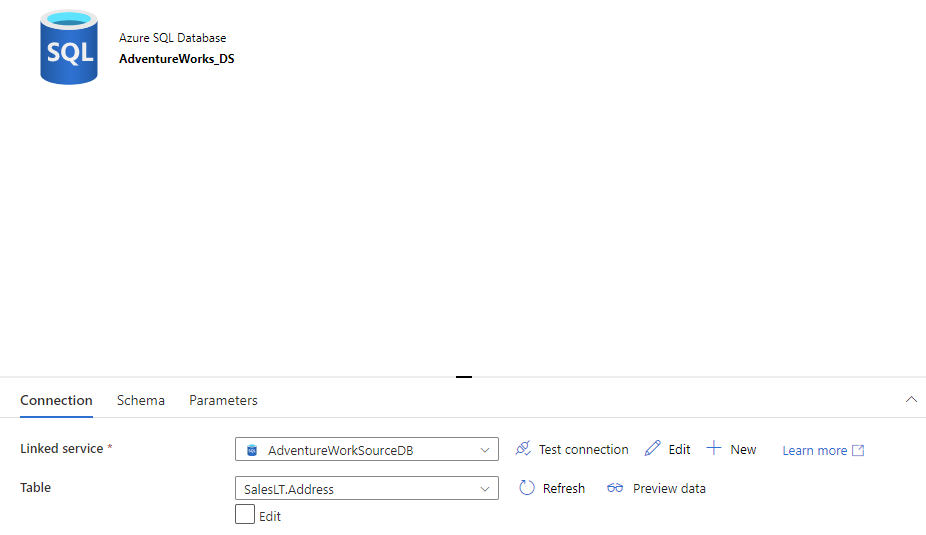 SQL
Azure SQL Database
AdventureWorks_DS
Connection Schema Parameters
Linked service * SQL AdventureWorkSourceDB Test connection Edit New Learn more
Table SalesLT.Address Refresh Preview data
Edit